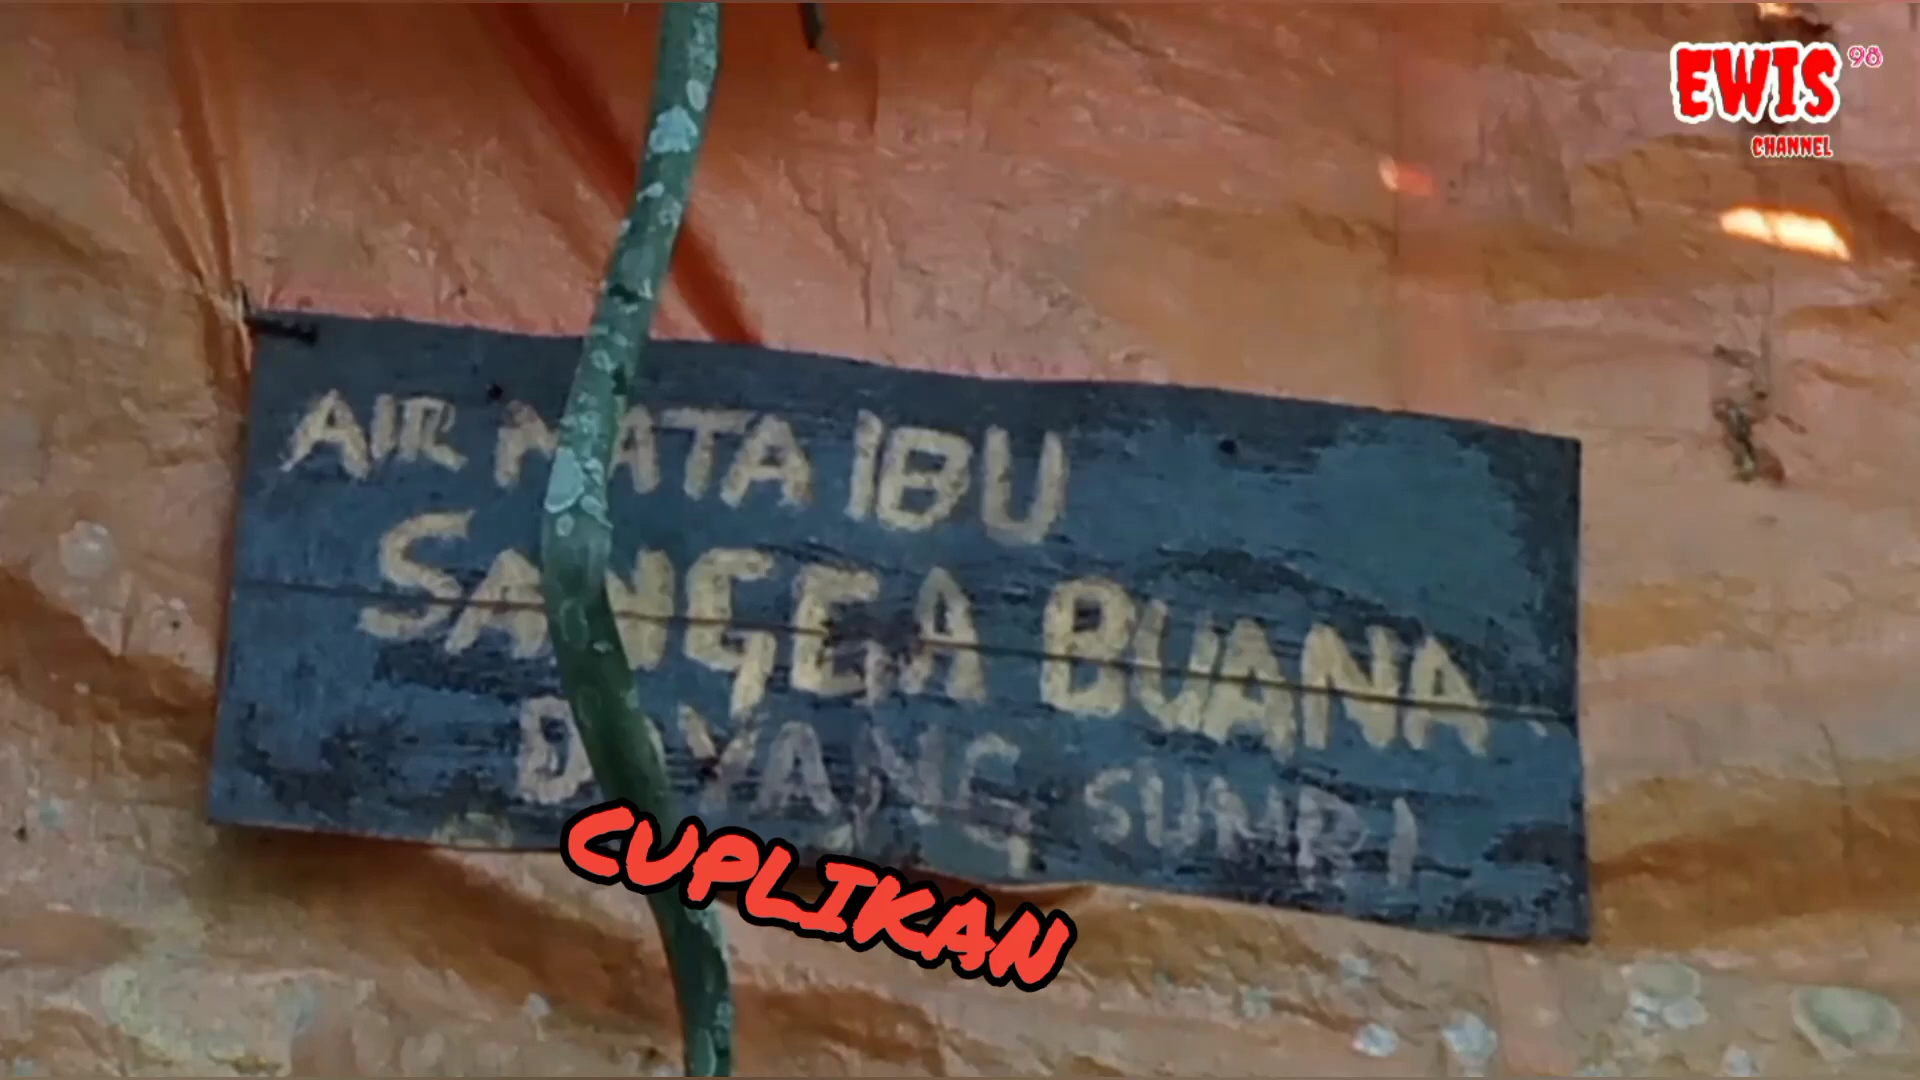 EWIS 98
CHANNEL
AIR MATA IBU
SANGGA BUANA
DAYANG SUMBI
CUPLIKAN